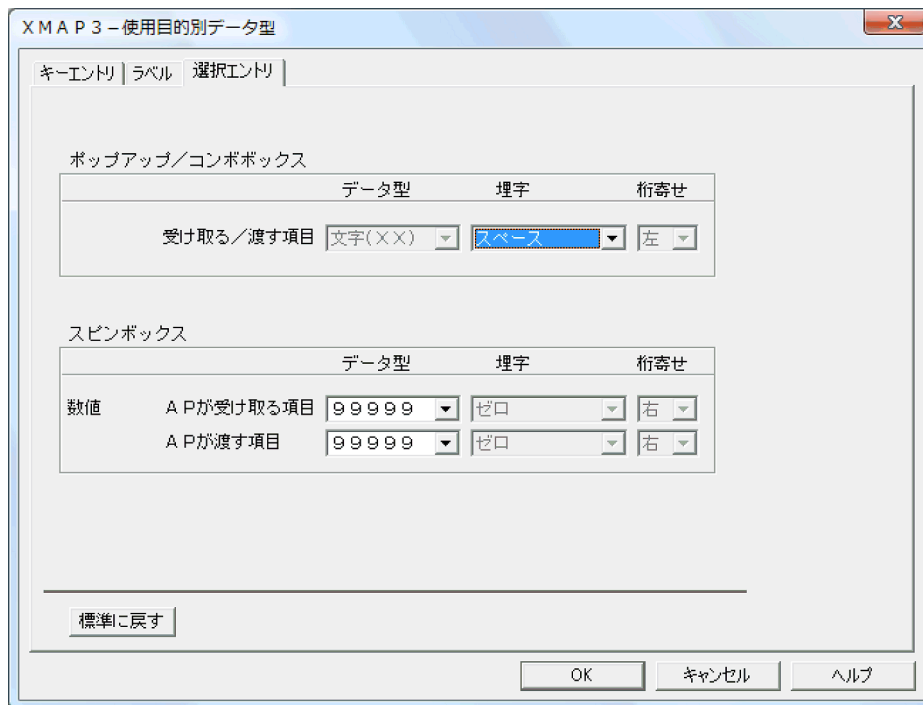 XMAP3-使用目的別データ型
キーエントリ ラベル 選択エントリ
ポップアップ/コンボボックス
データ型 埋字 桁寄せ
受け取る/渡す項目 文字(XX) スペース 左
スピンボックス
データ型 埋字 桁寄せ
数値 APが受け取る項目 99999 ゼロ 右
APが渡す項目 99999 ゼロ 右
標準に戻す
OK キャンセル ヘルプ